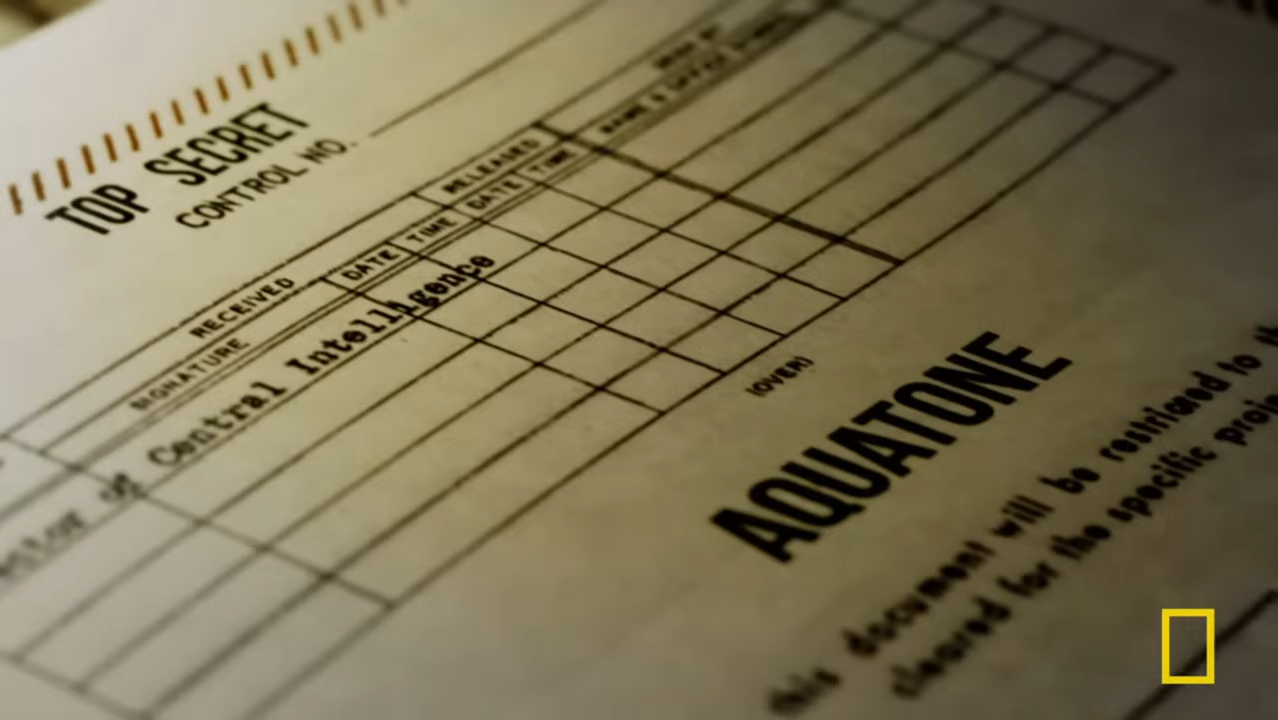 TOP SECRET
CONTROL NO.
RECEIVED
RELEASED
SIGNATURE
DATE
TIME
DATE
TIME
NAME & OFFICE
of Central Intelligence
(OVER)
AQUATONE
this document will be restricted to
cleared for the specific